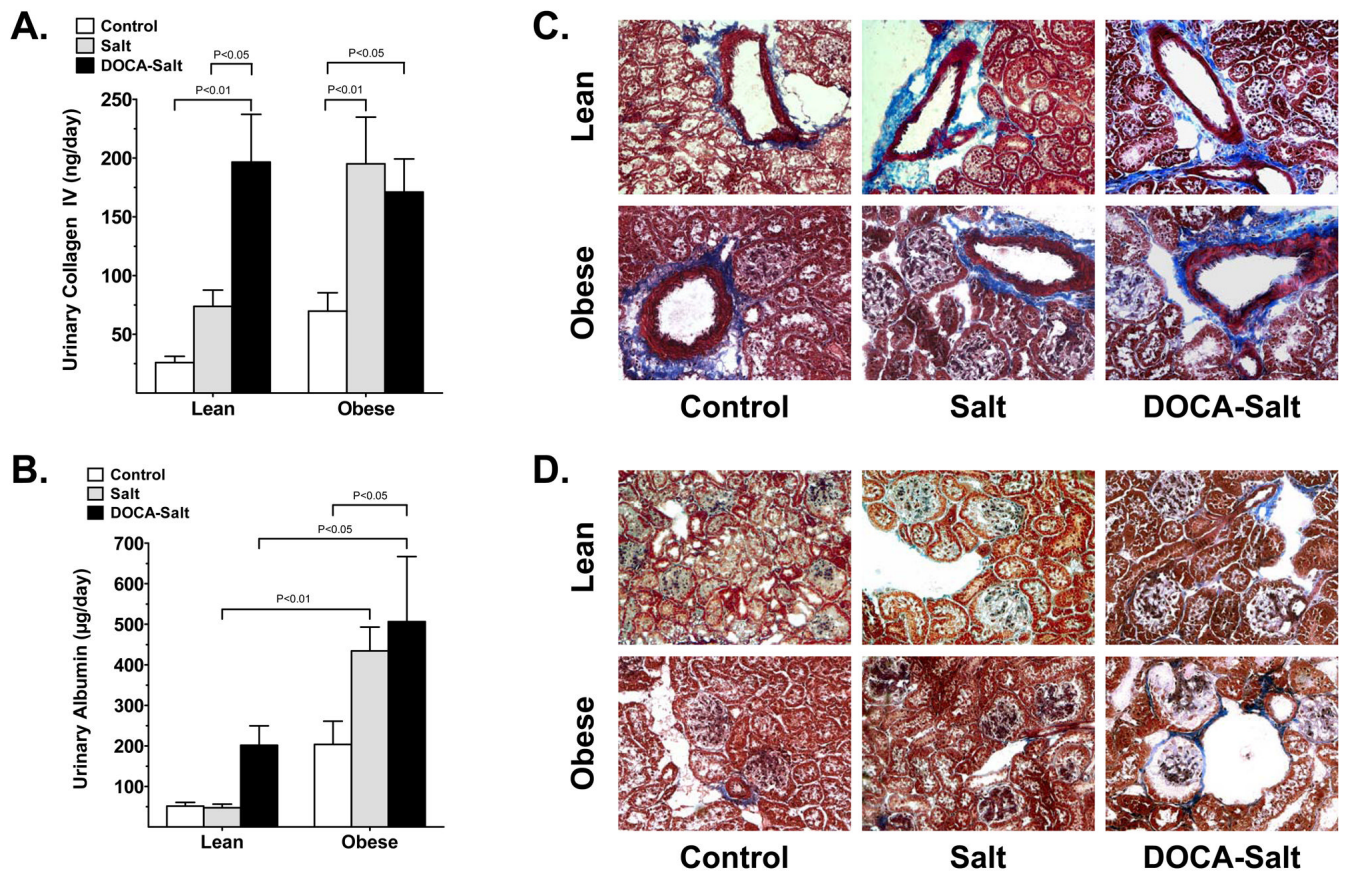 A.
Control
Salt
DOCA-Salt
P<0.05
P<0.05
P<0.01
P<0.01
250
200
150
100
50
Urinary Collagen IV (ng/day)
Lean
Obese
B.
Control
Salt
DOCA-Salt
P<0.05
P<0.05
P<0.01
700
600
500
400
300
200
100
Urinary Albumin (µg/day)
Lean
Obese
C.
Lean
Obese
Control
Salt
DOCA-Salt
D.
Lean
Obese
Control
Salt
DOCA-Salt